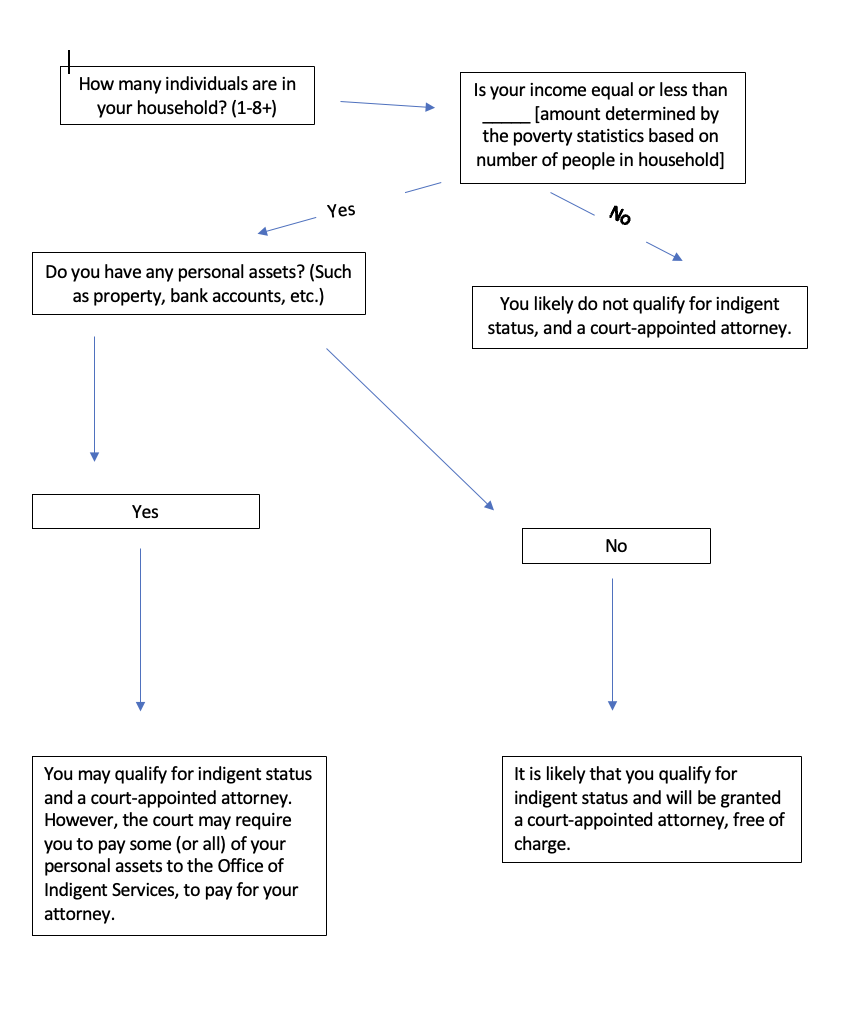 How many individuals are in
your household? (1-8+)
Is your income equal or less than
_____ [amount determined by
the poverty statistics based on
number of people in household]
Yes
No
Do you have any personal assets? (Such
as property, bank accounts, etc.)
You likely do not qualify for indigent
status, and a court-appointed attorney.
Yes
No
You may qualify for indigent status
and a court-appointed attorney.
However, the court may require
you to pay some (or all) of your
personal assets to the Office of
Indigent Services, to pay for your
attorney.
It is likely that you qualify for
indigent status and will be granted
a court-appointed attorney, free of
charge.